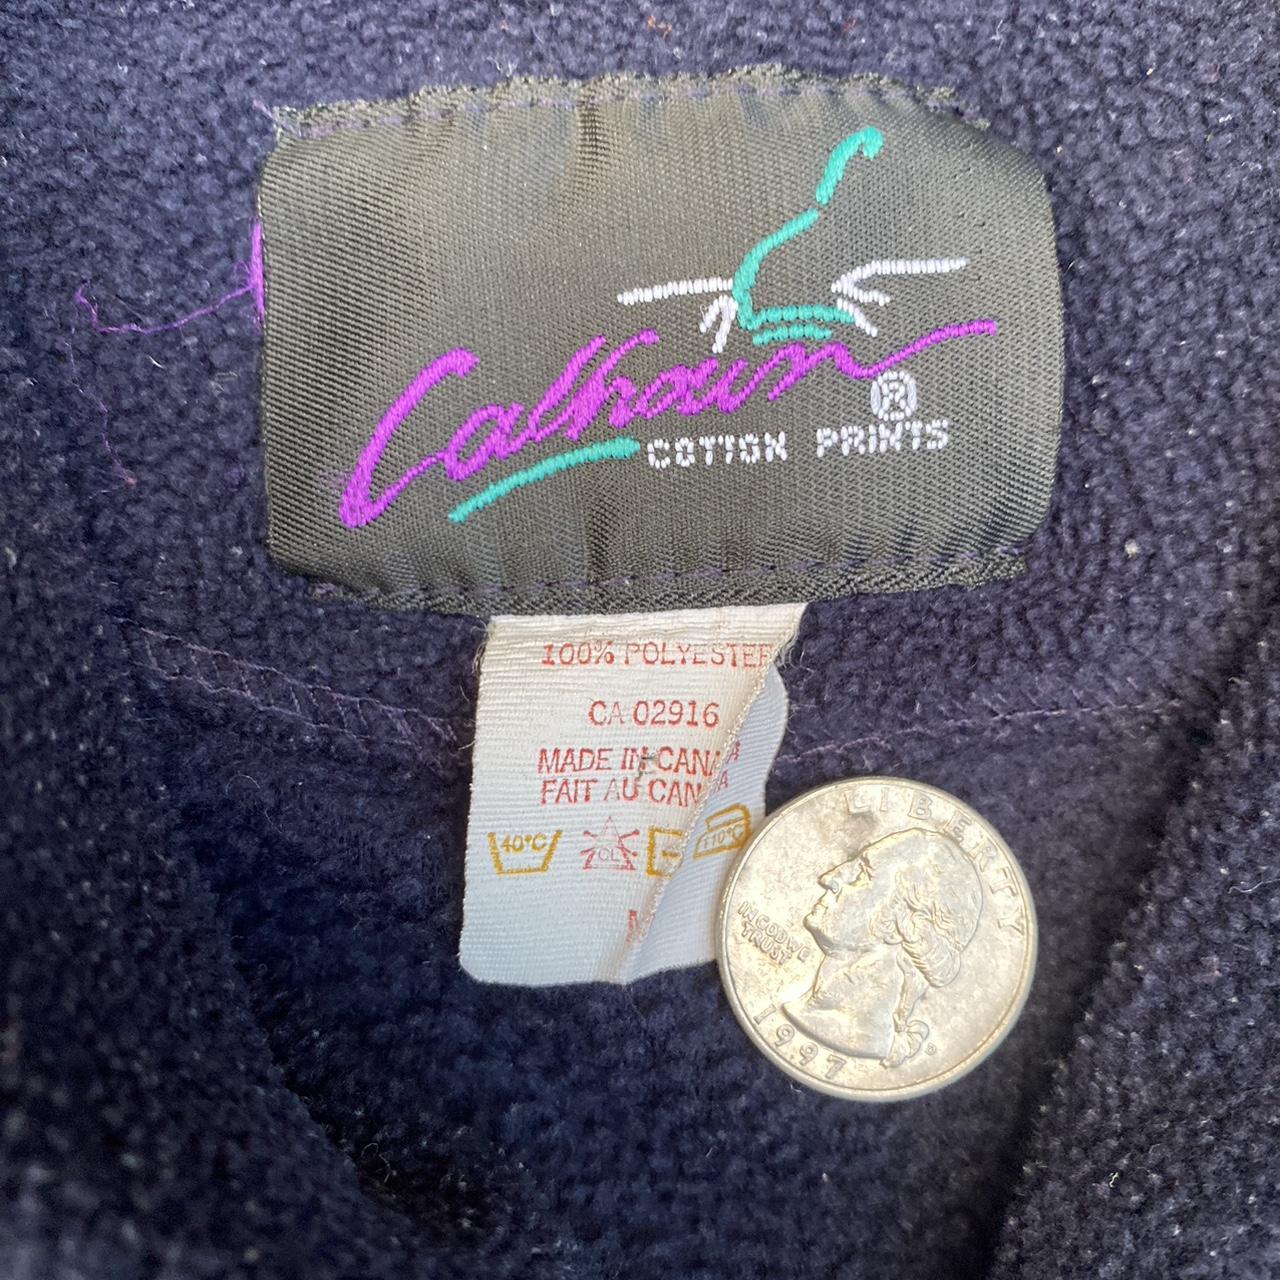 Calhoun
®
COTTON PRINTS
100% POLYESTER
CA 02916
MADE IN CANADA
FAIT AU CANADA
40°C
CL
110°C
M
LIBERTY
IN GOD WE
TRUST
1997
D